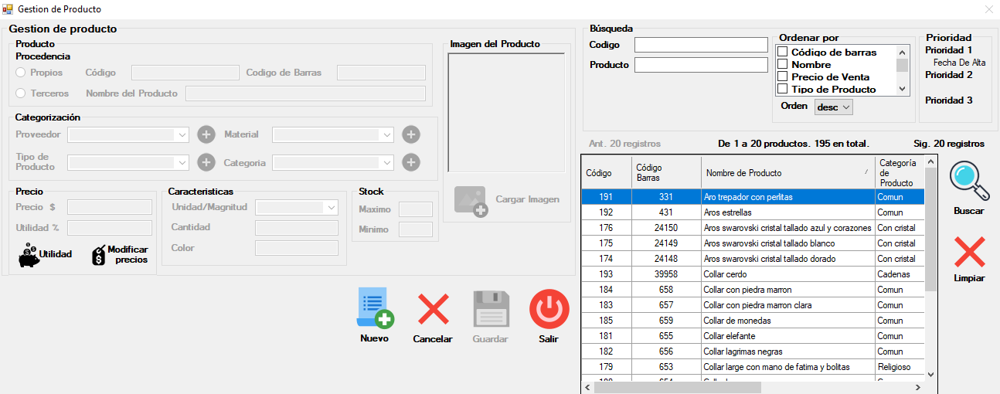 Gestion de Producto
Gestion de producto
Producto
Procedencia
Propios Código Codigo de Barras
Terceros Nombre del Producto
Categorización
Proveedor Material
Tipo de
Producto
Categoria
Precio
Precio $
Utilidad %
Utilidad
Modificar
precios
Caracteristicas
Unidad/Magnitud
Cantidad
Color
Stock
Maximo
Minimo
Imagen del Producto
Cargar Imagen
Nuevo
Cancelar
Guardar
Salir
Búsqueda
Codigo
Producto
Ordenar por
Código de barras
Nombre
Precio de Venta
Tipo de Producto
Orden desc
Prioridad
Prioridad 1
Fecha De Alta
Prioridad 2
Prioridad 3
Ant. 20 registros De 1 a 20 productos. 195 en total. Sig. 20 registros
Código
Código
Barras
Nombre de Producto
Categoría
de
Producto
191 331 Aro trepador con perlitas Comun
192 431 Aros estrellas Comun
176 24150 Aros swarovski cristal tallado azul y corazones Con cristal
175 24149 Aros swarovski cristal tallado blanco Con cristal
174 24148 Aros swarovski cristal tallado dorado Con cristal
193 39958 Collar cerdo Cadenas
184 658 Collar con piedra marron Comun
183 657 Collar con piedra marron clara Comun
185 659 Collar de monedas Comun
181 655 Collar elefante Comun
182 656 Collar lagrimas negras Comun
179 653 Collar large con mano de fatima y bolitas Religioso
Buscar
Limpiar